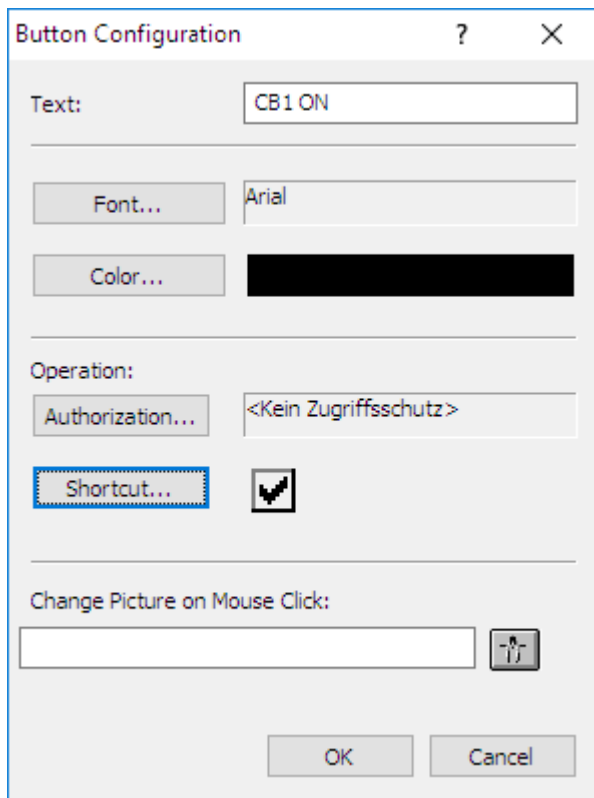 Button Configuration ?
Text: CB1 ON
Font... Arial
Color...
Operation:
Authorization... <Kein Zugriffsschutz>
Shortcut...
Change Picture on Mouse Click:
OK Cancel